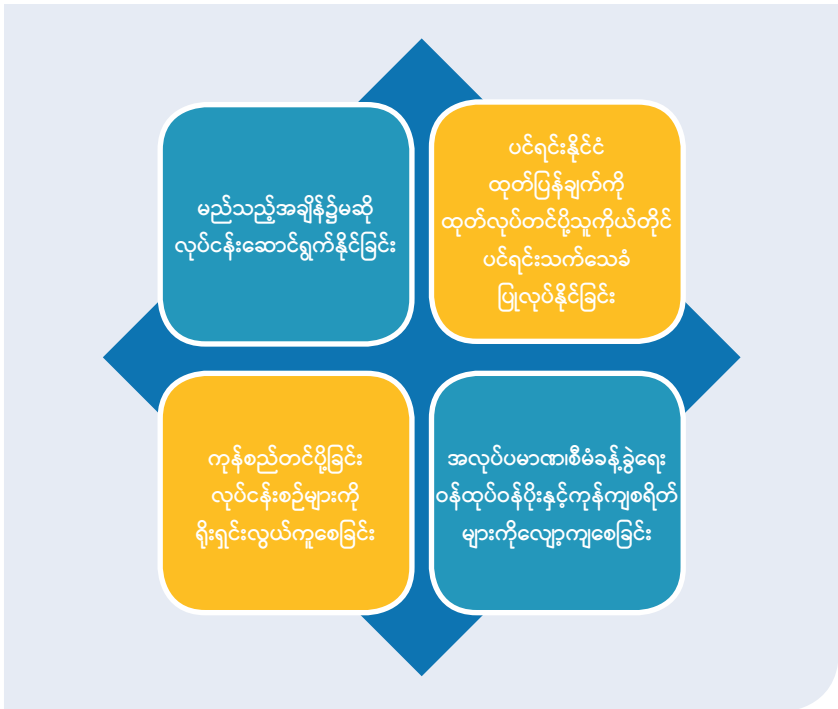 မည်သည့်အချိန်၌မဆို
လုပ်ငန်းဆောင်ရွက်နိုင်ခြင်း
ပင်ရင်းနိုင်ငံ
ထုတ်ပြန်ချက်ကို
ထုတ်လုပ်တင်ပို့သူကိုယ်တိုင်
ပင်ရင်းသက်သေခံ
ပြုလုပ်နိုင်ခြင်း
ကုန်စည်တင်ပို့ခြင်း
လုပ်ငန်းစဉ်များကို
ရိုးရှင်းလွယ်ကူစေခြင်း
အလုပ်ပမာဏ၊စီမံခန့်ခွဲရေး
ဝန်ထုပ်ဝန်ပိုးနှင့်ကုန်ကျစရိတ်
များကိုလျော့ကျစေခြင်း